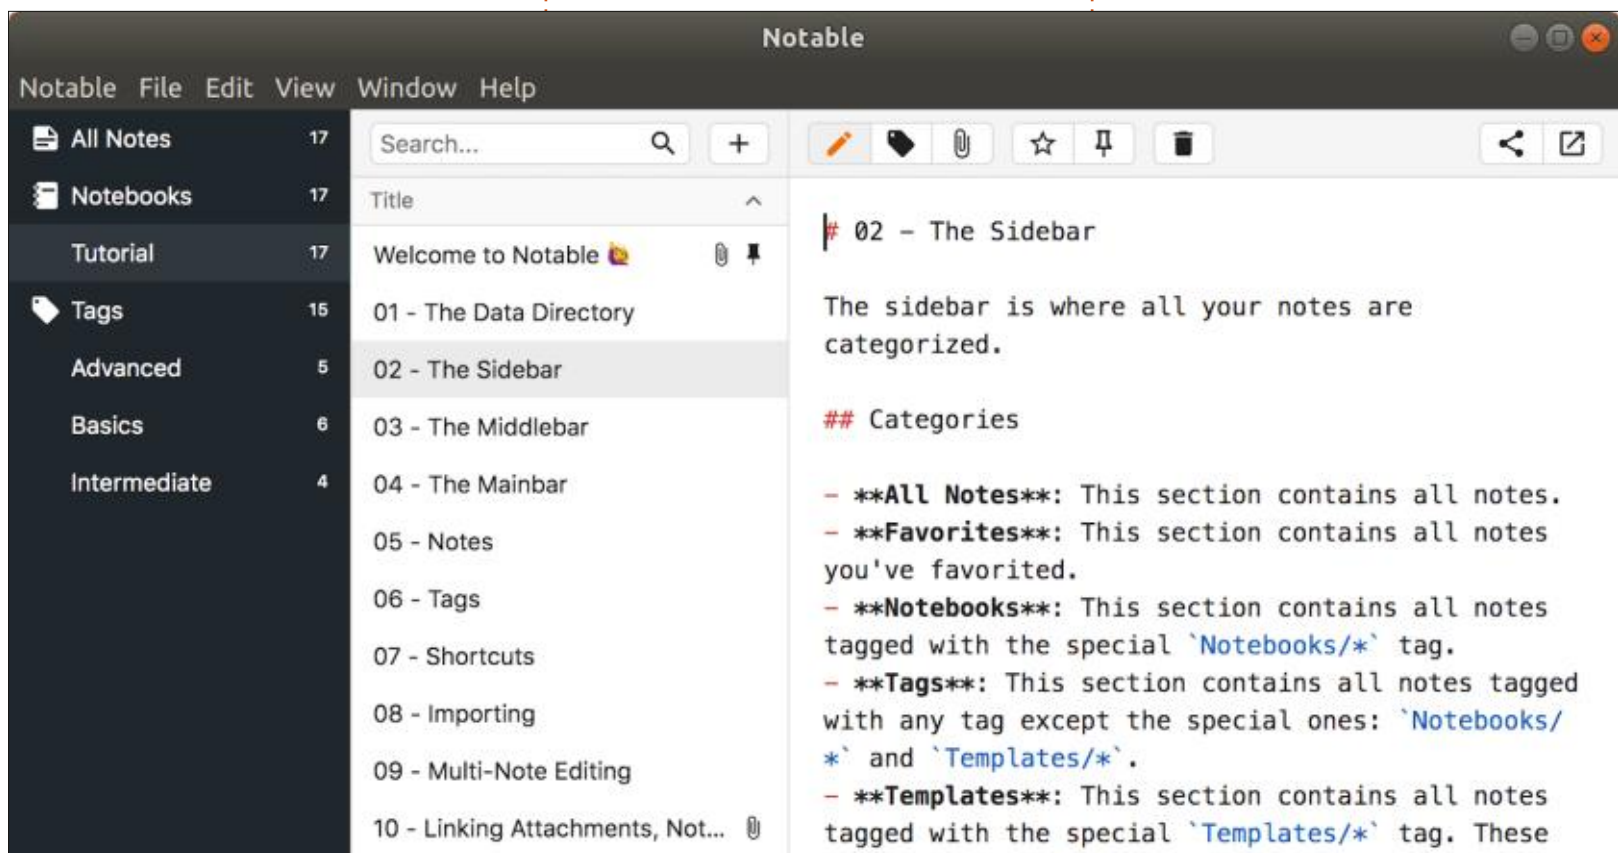 Notable
Notable File Edit View Window Help
All Notes 17
Notebooks 17
Tutorial 17
Tags 15
Advanced 5
Basics 6
Intermediate 4
Search...
Title
Welcome to Notable
01 - The Data Directory
02 - The Sidebar
03 - The Middlebar
04 - The Mainbar
05 - Notes
06 - Tags
07 - Shortcuts
08 - Importing
09 - Multi-Note Editing
10 - Linking Attachments, Not...
# 02 – The Sidebar
The sidebar is where all your notes are
categorized.
## Categories
- **All Notes**: This section contains all notes.
- **Favorites**: This section contains all notes
you've favorited.
- **Notebooks**: This section contains all notes
tagged with the special `Notebooks/*` tag.
- **Tags**: This section contains all notes tagged
with any tag except the special ones: `Notebooks/
*` and `Templates/*`.
- **Templates**: This section contains all notes
tagged with the special `Templates/*` tag. These